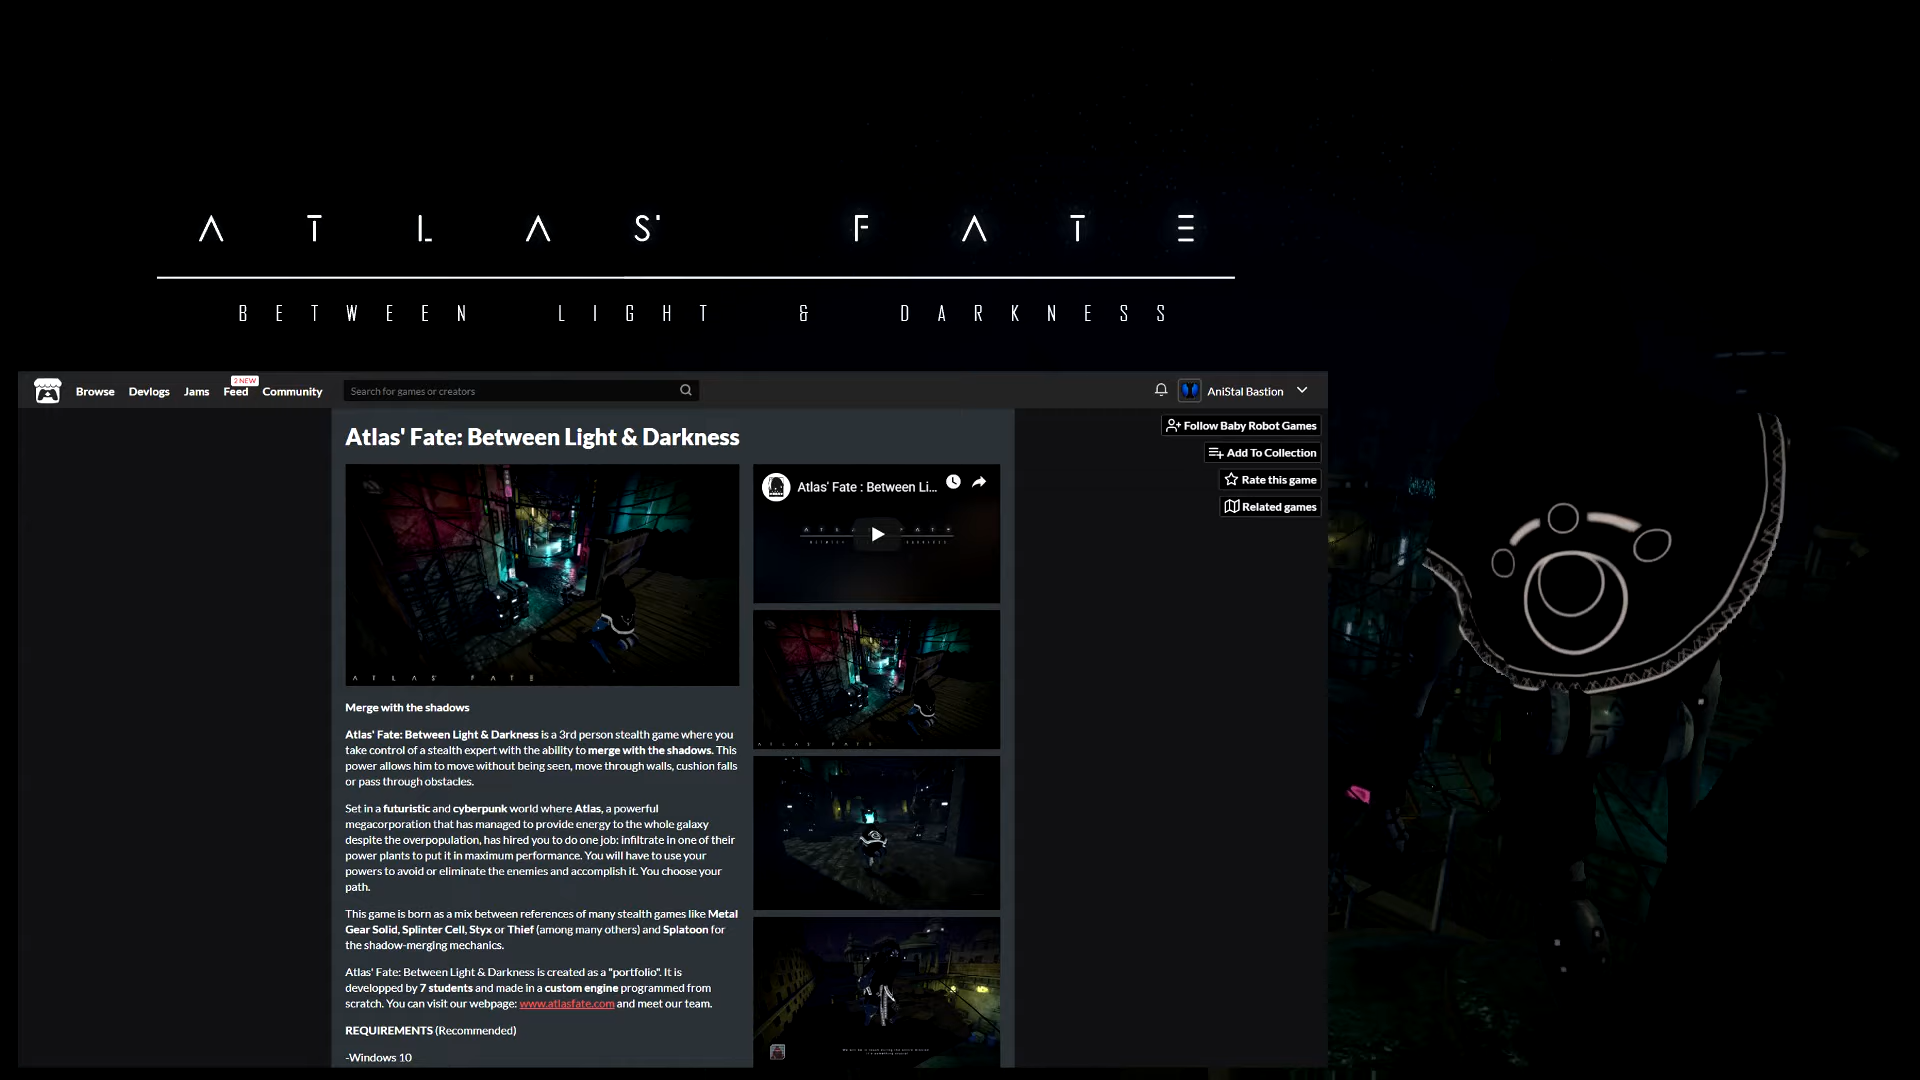 ATLAS' FATE
BETWEEN LIGHT & DARKNESS
Browse Devlogs Jams Feed 2 NEW Community
Search for games or creators
AniStal Bastion
Follow Baby Robot Games
Add To Collection
Rate this game
Related games
Atlas' Fate: Between Light & Darkness
ATLAS' FATE
Merge with the shadows
Atlas' Fate: Between Light & Darkness is a 3rd person stealth game where you
take control of a stealth expert with the ability to merge with the shadows. This
power allows him to move without being seen, move through walls, cushion falls
or pass through obstacles.
Set in a futuristic and cyberpunk world where Atlas, a powerful
megacorporation that has managed to provide energy to the whole galaxy
despite the overpopulation, has hired you to do one job: infiltrate in one of their
power plants to put it in maximum performance. You will have to use your
powers to avoid or eliminate the enemies and accomplish it. You choose your
path.
This game is born as a mix between references of many stealth games like Metal
Gear Solid, Splinter Cell, Styx or Thief (among many others) and Splatoon for
the shadow-merging mechanics.
Atlas' Fate: Between Light & Darkness is created as a "portfolio". It is
developped by 7 students and made in a custom engine programmed from
scratch. You can visit our webpage: www.atlasfate.com and meet our team.
REQUIREMENTS (Recommended)
-Windows 10
Atlas' Fate : Between Li...
ATLAS' FATE
BETWEEN LIGHT & DARKNESS
ATLAS' FATE